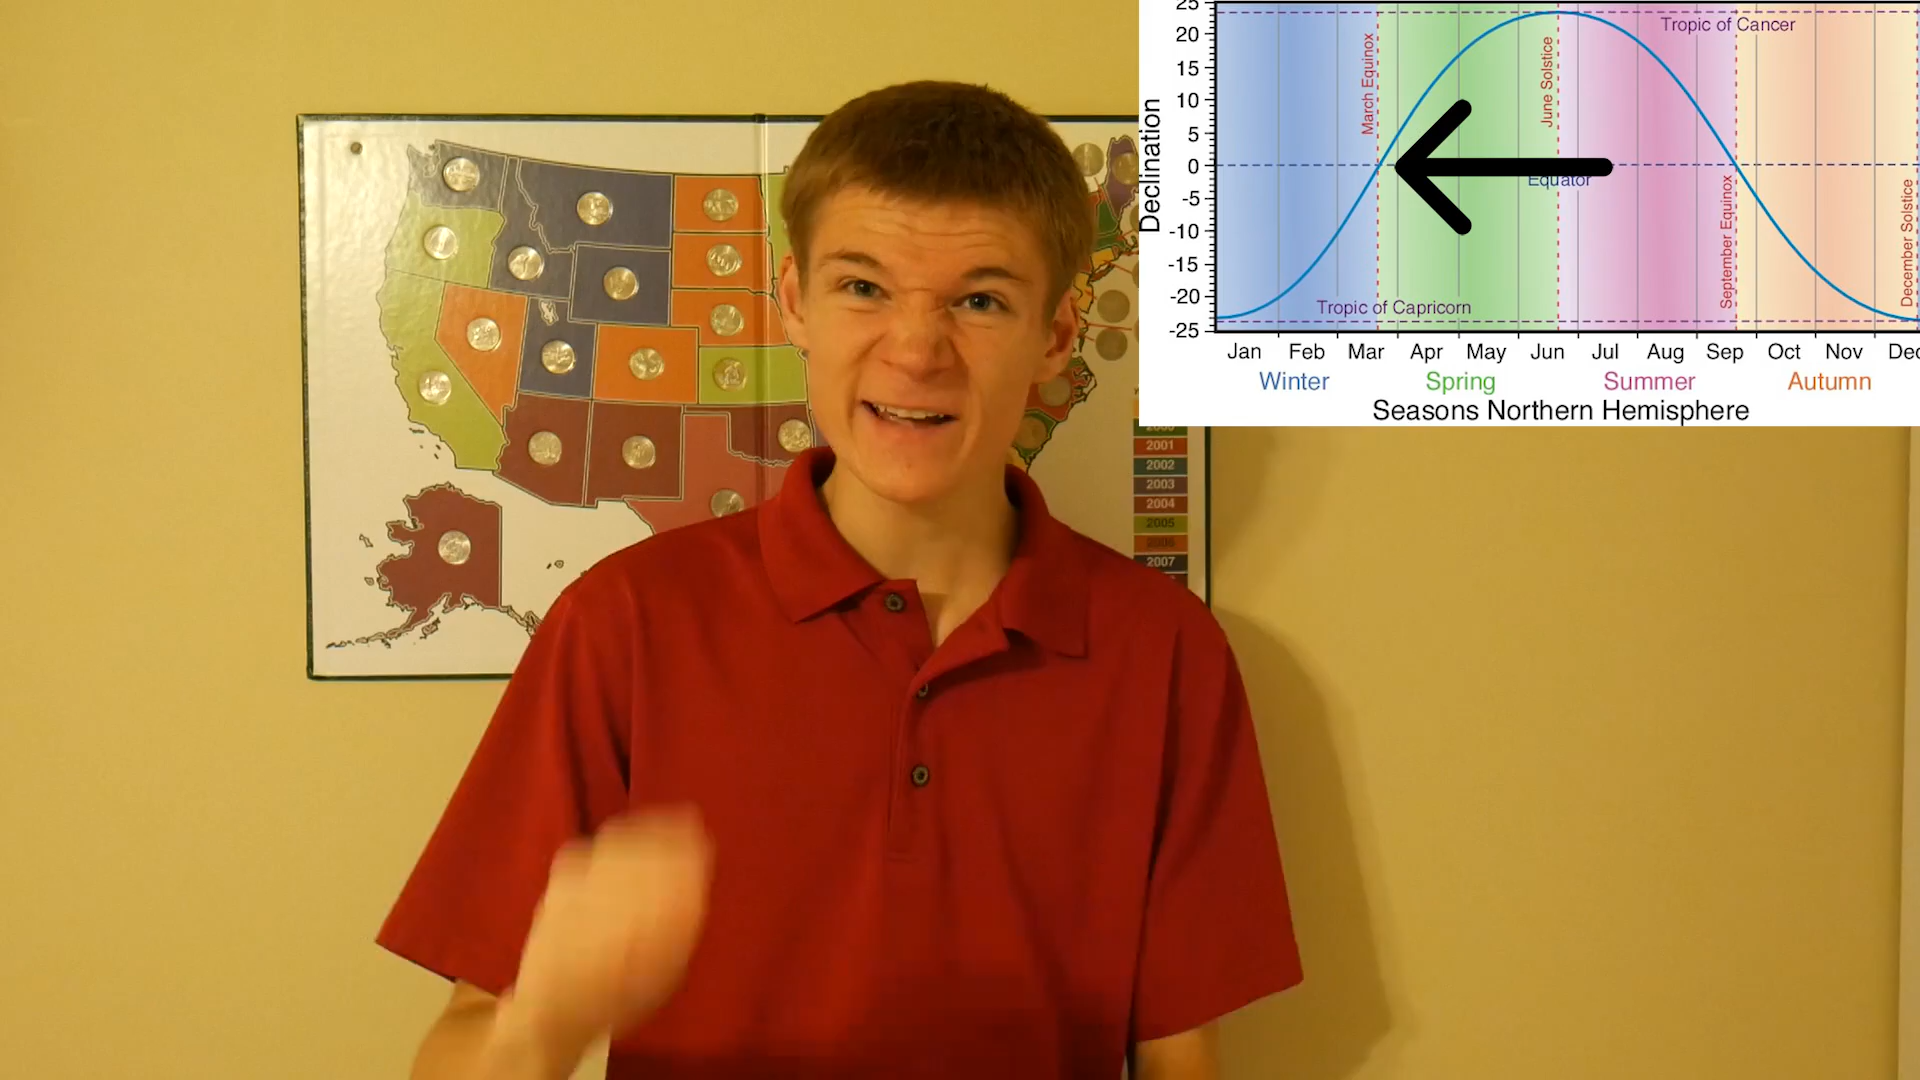 25
20
15
10
5
0
-5
-10
-15
-20
-25
Declination
March Equinox
June Solstice
September Equinox
December Solstice
Tropic of Cancer
Equator
Tropic of Capricorn
Jan Feb Mar Apr May Jun Jul Aug Sep Oct Nov Dec
Winter Spring Summer Autumn
Seasons Northern Hemisphere
2001
2002
2003
2004
2005
2006
2007